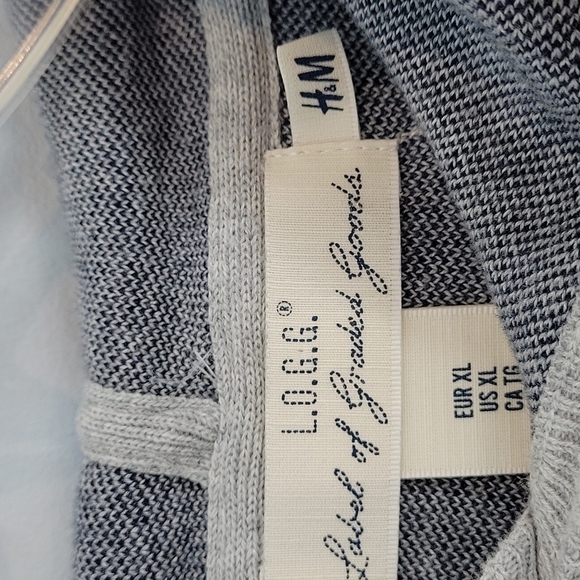 H&M
L.O.G.G.®
Label of Graded Goods
EUR XL
US XL
CA TG